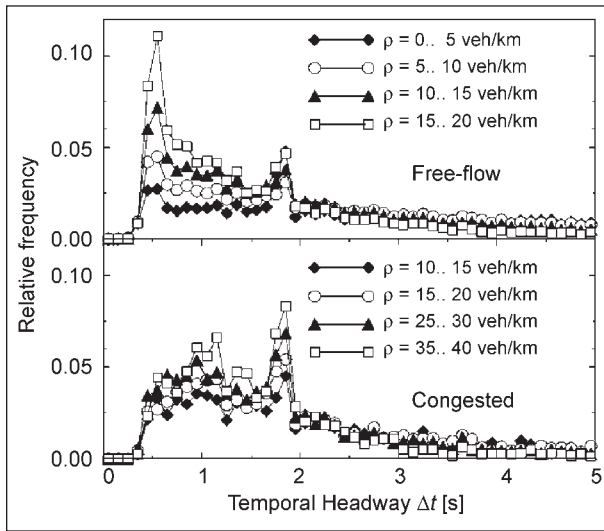 0.10
0.05
0.00
ρ = 0.. 5 veh/km
ρ = 5.. 10 veh/km
ρ = 10.. 15 veh/km
ρ = 15.. 20 veh/km
Free-flow
Relative frequency
0.10
0.05
0.00
ρ = 10.. 15 veh/km
ρ = 15.. 20 veh/km
ρ = 25.. 30 veh/km
ρ = 35.. 40 veh/km
Congested
0 1 2 3 4 5
Temporal Headway Δt [s]